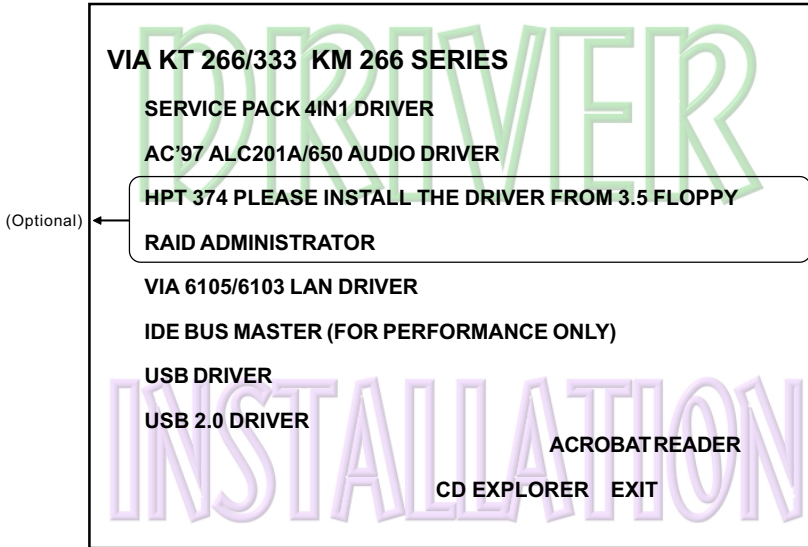 DRIVER
VIA KT 266/333 KM 266 SERIES
SERVICE PACK 4IN1 DRIVER
AC'97 ALC201A/650 AUDIO DRIVER
HPT 374 PLEASE INSTALL THE DRIVER FROM 3.5 FLOPPY
(Optional)
RAID ADMINISTRATOR
VIA 6105/6103 LAN DRIVER
IDE BUS MASTER (FOR PERFORMANCE ONLY)
USB DRIVER
USB 2.0 DRIVER
INSTALLATION
ACROBAT READER
CD EXPLORER EXIT